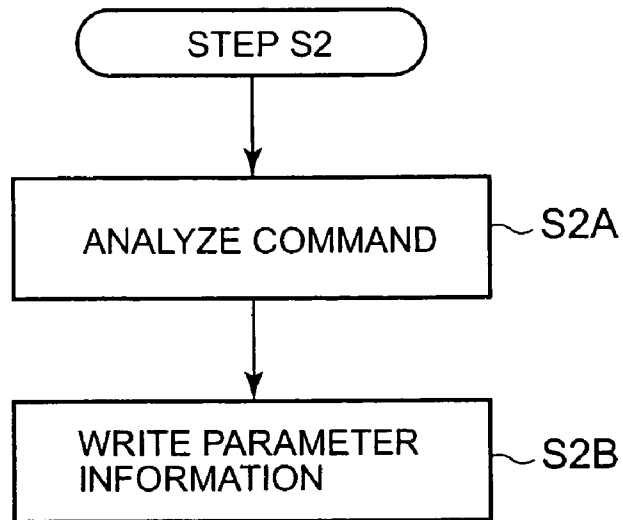 STEP S2
ANALYZE COMMAND
S2A
WRITE PARAMETER
INFORMATION
S2B